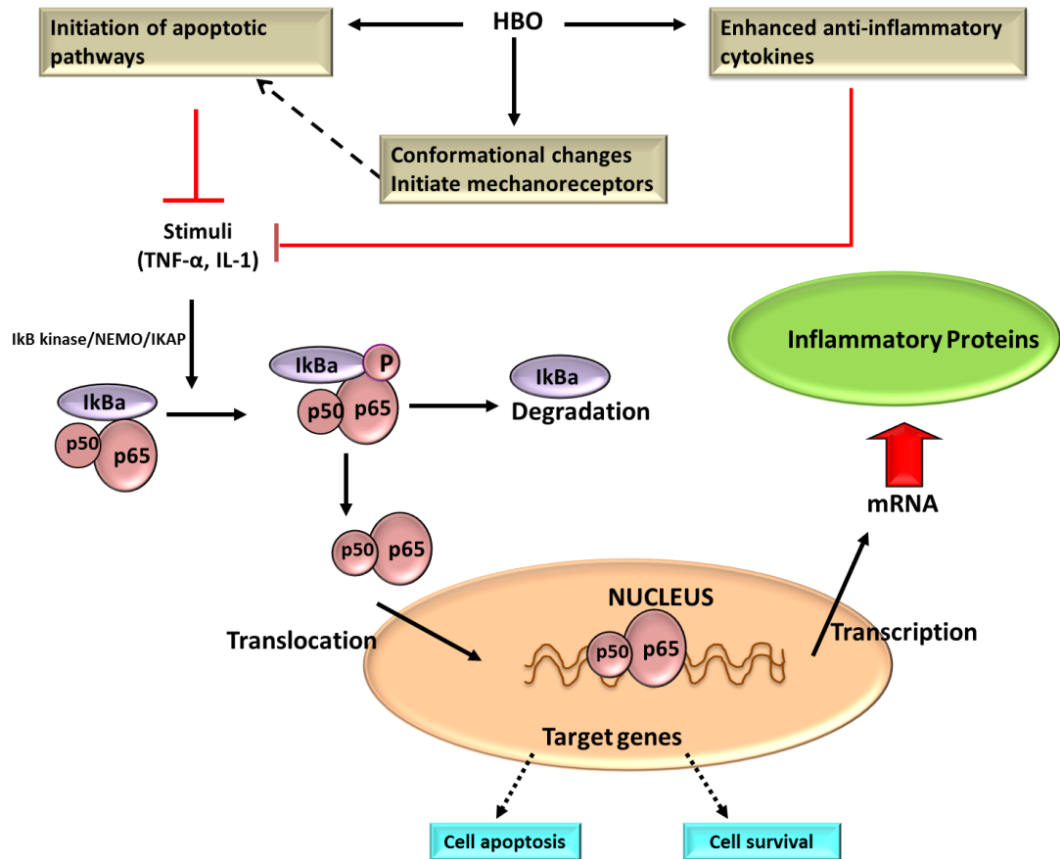 Initiation of apoptotic
pathways
HBO
Enhanced anti-inflammatory
cytokines
Conformational changes
Initiate mechanoreceptors
Stimuli
(TNF-α, IL-1)
IkB kinase/NEMO/IKAP
IkBa
p50
p65
IkBa
P
p50
p65
IkBa
Degradation
p50
p65
Inflammatory Proteins
mRNA
NUCLEUS
Translocation
p50
p65
Transcription
Target genes
Cell apoptosis
Cell survival